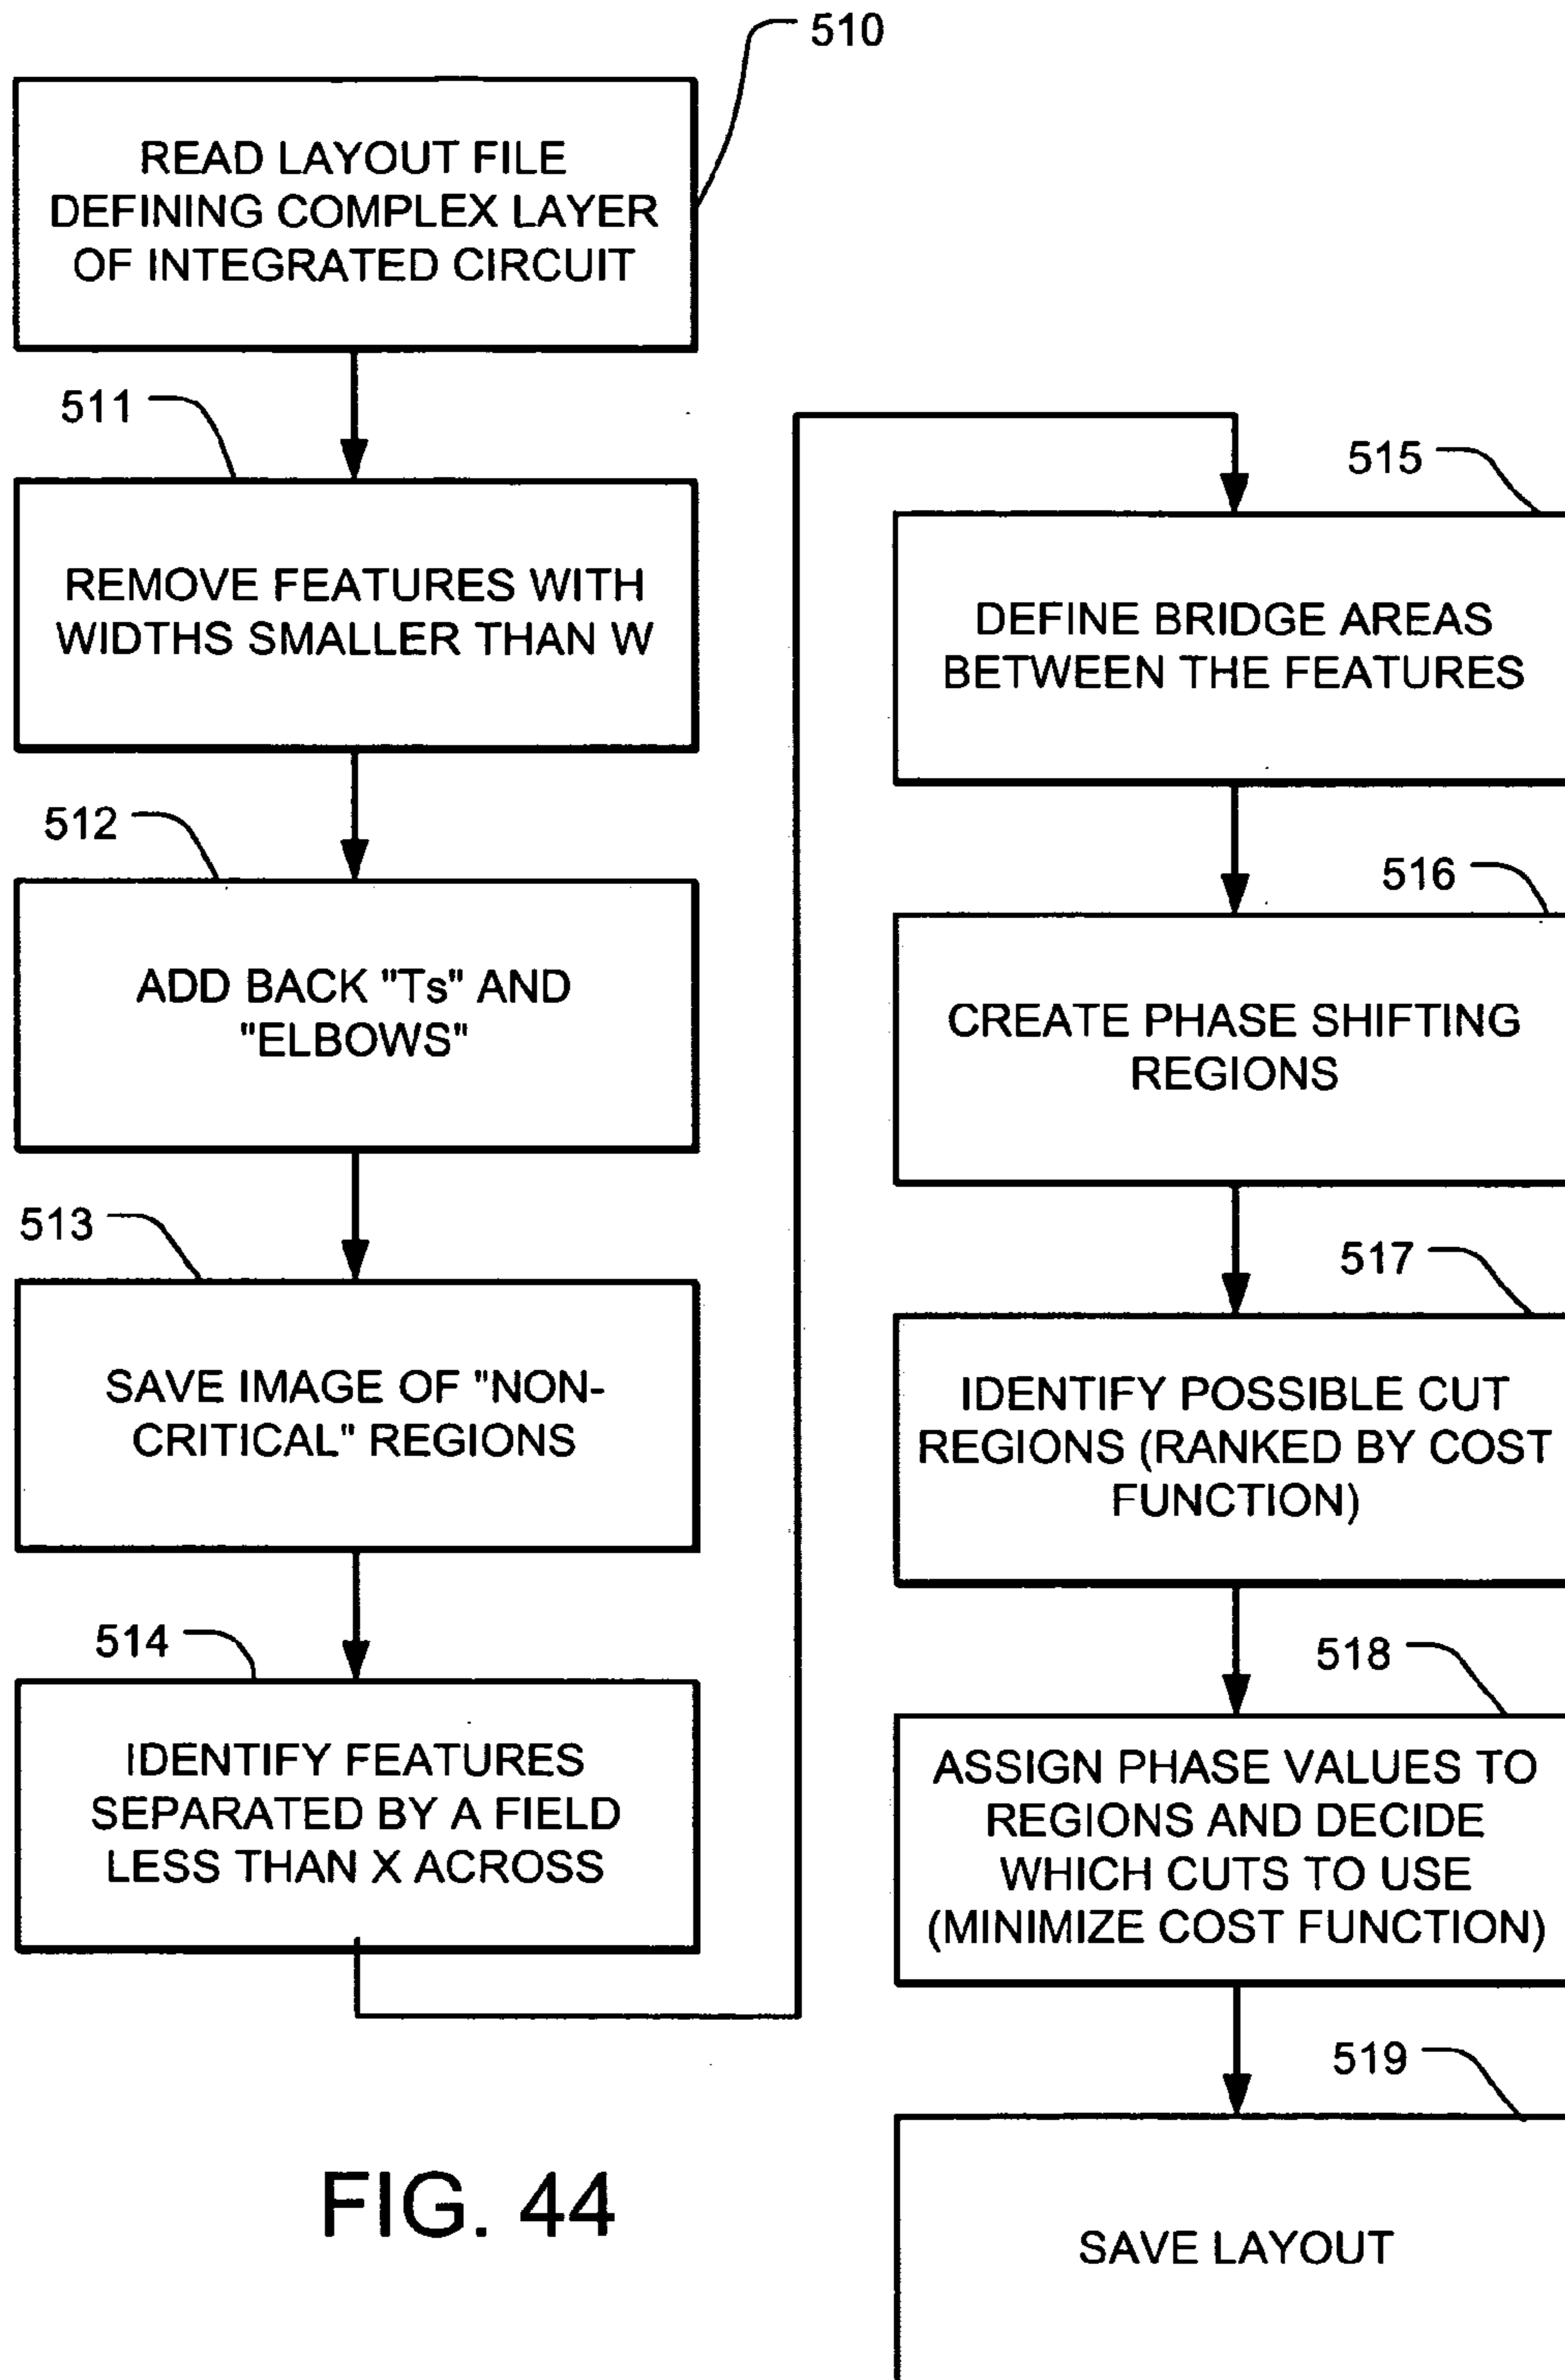 510
READ LAYOUT FILE
DEFINING COMPLEX LAYER
OF INTEGRATED CIRCUIT
511
REMOVE FEATURES WITH
WIDTHS SMALLER THAN W
512
ADD BACK "Ts" AND
"ELBOWS"
513
SAVE IMAGE OF "NON-
CRITICAL" REGIONS
514
IDENTIFY FEATURES
SEPARATED BY A FIELD
LESS THAN X ACROSS
515
DEFINE BRIDGE AREAS
BETWEEN THE FEATURES
516
CREATE PHASE SHIFTING
REGIONS
517
IDENTIFY POSSIBLE CUT
REGIONS (RANKED BY COST
FUNCTION)
518
ASSIGN PHASE VALUES TO
REGIONS AND DECIDE
WHICH CUTS TO USE
(MINIMIZE COST FUNCTION)
519
SAVE LAYOUT
FIG. 44